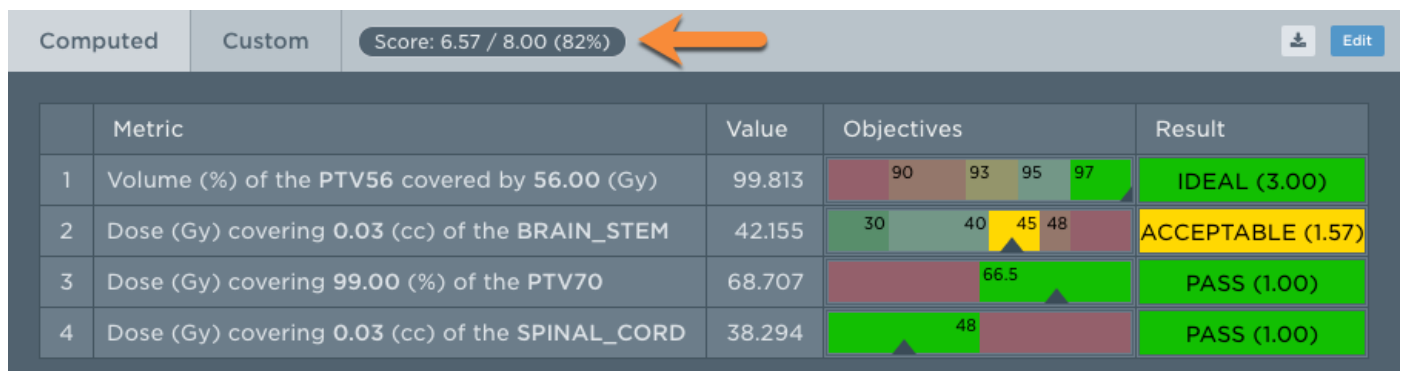 Computed Custom Score: 6.57 / 8.00 (82%) Edit
Metric Value Objectives Result
1 Volume (%) of the PTV56 covered by 56.00 (Gy) 99.813 90 93 95 97 IDEAL (3.00)
2 Dose (Gy) covering 0.03 (cc) of the BRAIN_STEM 42.155 30 40 45 48 ACCEPTABLE (1.57)
3 Dose (Gy) covering 99.00 (%) of the PTV70 68.707 66.5 PASS (1.00)
4 Dose (Gy) covering 0.03 (cc) of the SPINAL_CORD 38.294 48 PASS (1.00)